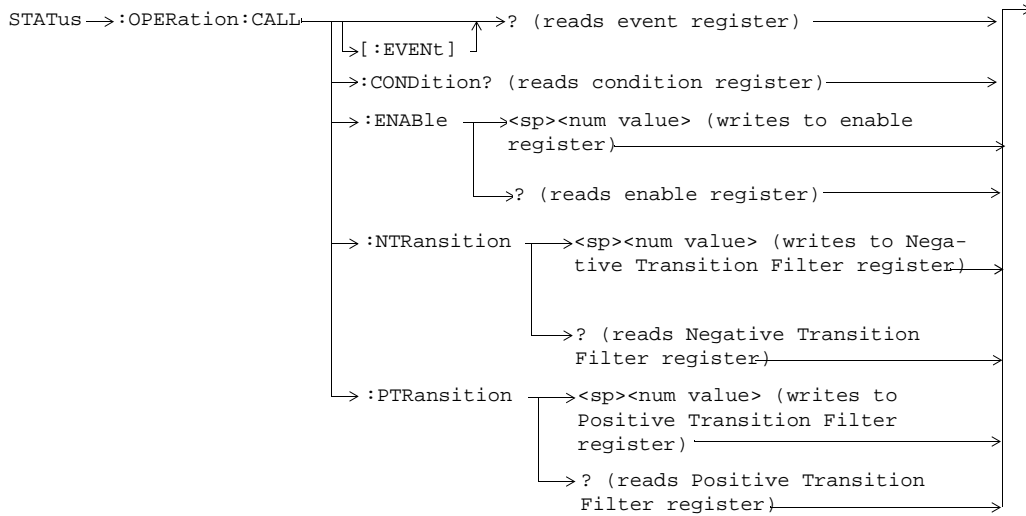 STATus :OPERation:CALL ? (reads event register)
[:EVENt]
:CONDition? (reads condition register)
:ENABle <sp><num value> (writes to enable
register)
? (reads enable register)
:NTRansition <sp><num value> (writes to Nega-
tive Transition Filter register)
? (reads Negative Transition
Filter register)
:PTRansition <sp><num value> (writes to
Positive Transition Filter
register)
? (reads Positive Transition
Filter register)